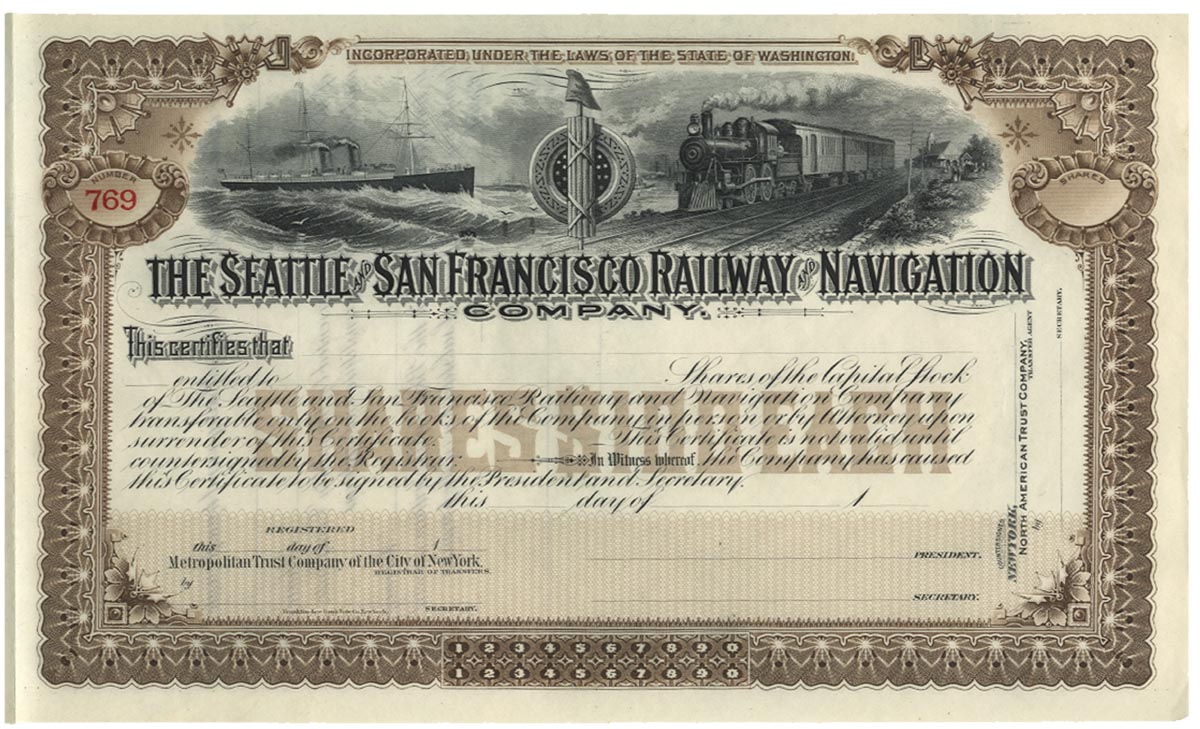 INCORPORATED UNDER THE LAWS OF THE STATE OF WASHINGTON.
NUMBER
769
SHARES
THE SEATTLE AND SAN FRANCISCO RAILWAY AND NAVIGATION
COMPANY.
This certifies that
entitled to Shares of the Capital Stock
of The Seattle and San Francisco Railway and Navigation Company
transferable only on the books of the Company in person or by Attorney upon
surrender of this Certificate. This Certificate is not valid until
countersigned by the Registrar. In Witness whereof, the Company has caused
this Certificate to be signed by the President and Secretary.
this day of 1
REGISTERED
this day of 1
Metropolitan Trust Company of the City of New York,
REGISTRAR OF TRANSFERS.
by
SECRETARY.
Franklin-Lee Bank Note Co. New York.
PRESIDENT.
SECRETARY.
COUNTERSIGNED
NEW YORK,
NORTH AMERICAN TRUST COMPANY,
TRANSFER AGENT
by
SECRETARY.
1 2 3 4 5 6 7 8 9 0
1 2 3 4 5 6 7 8 9 0